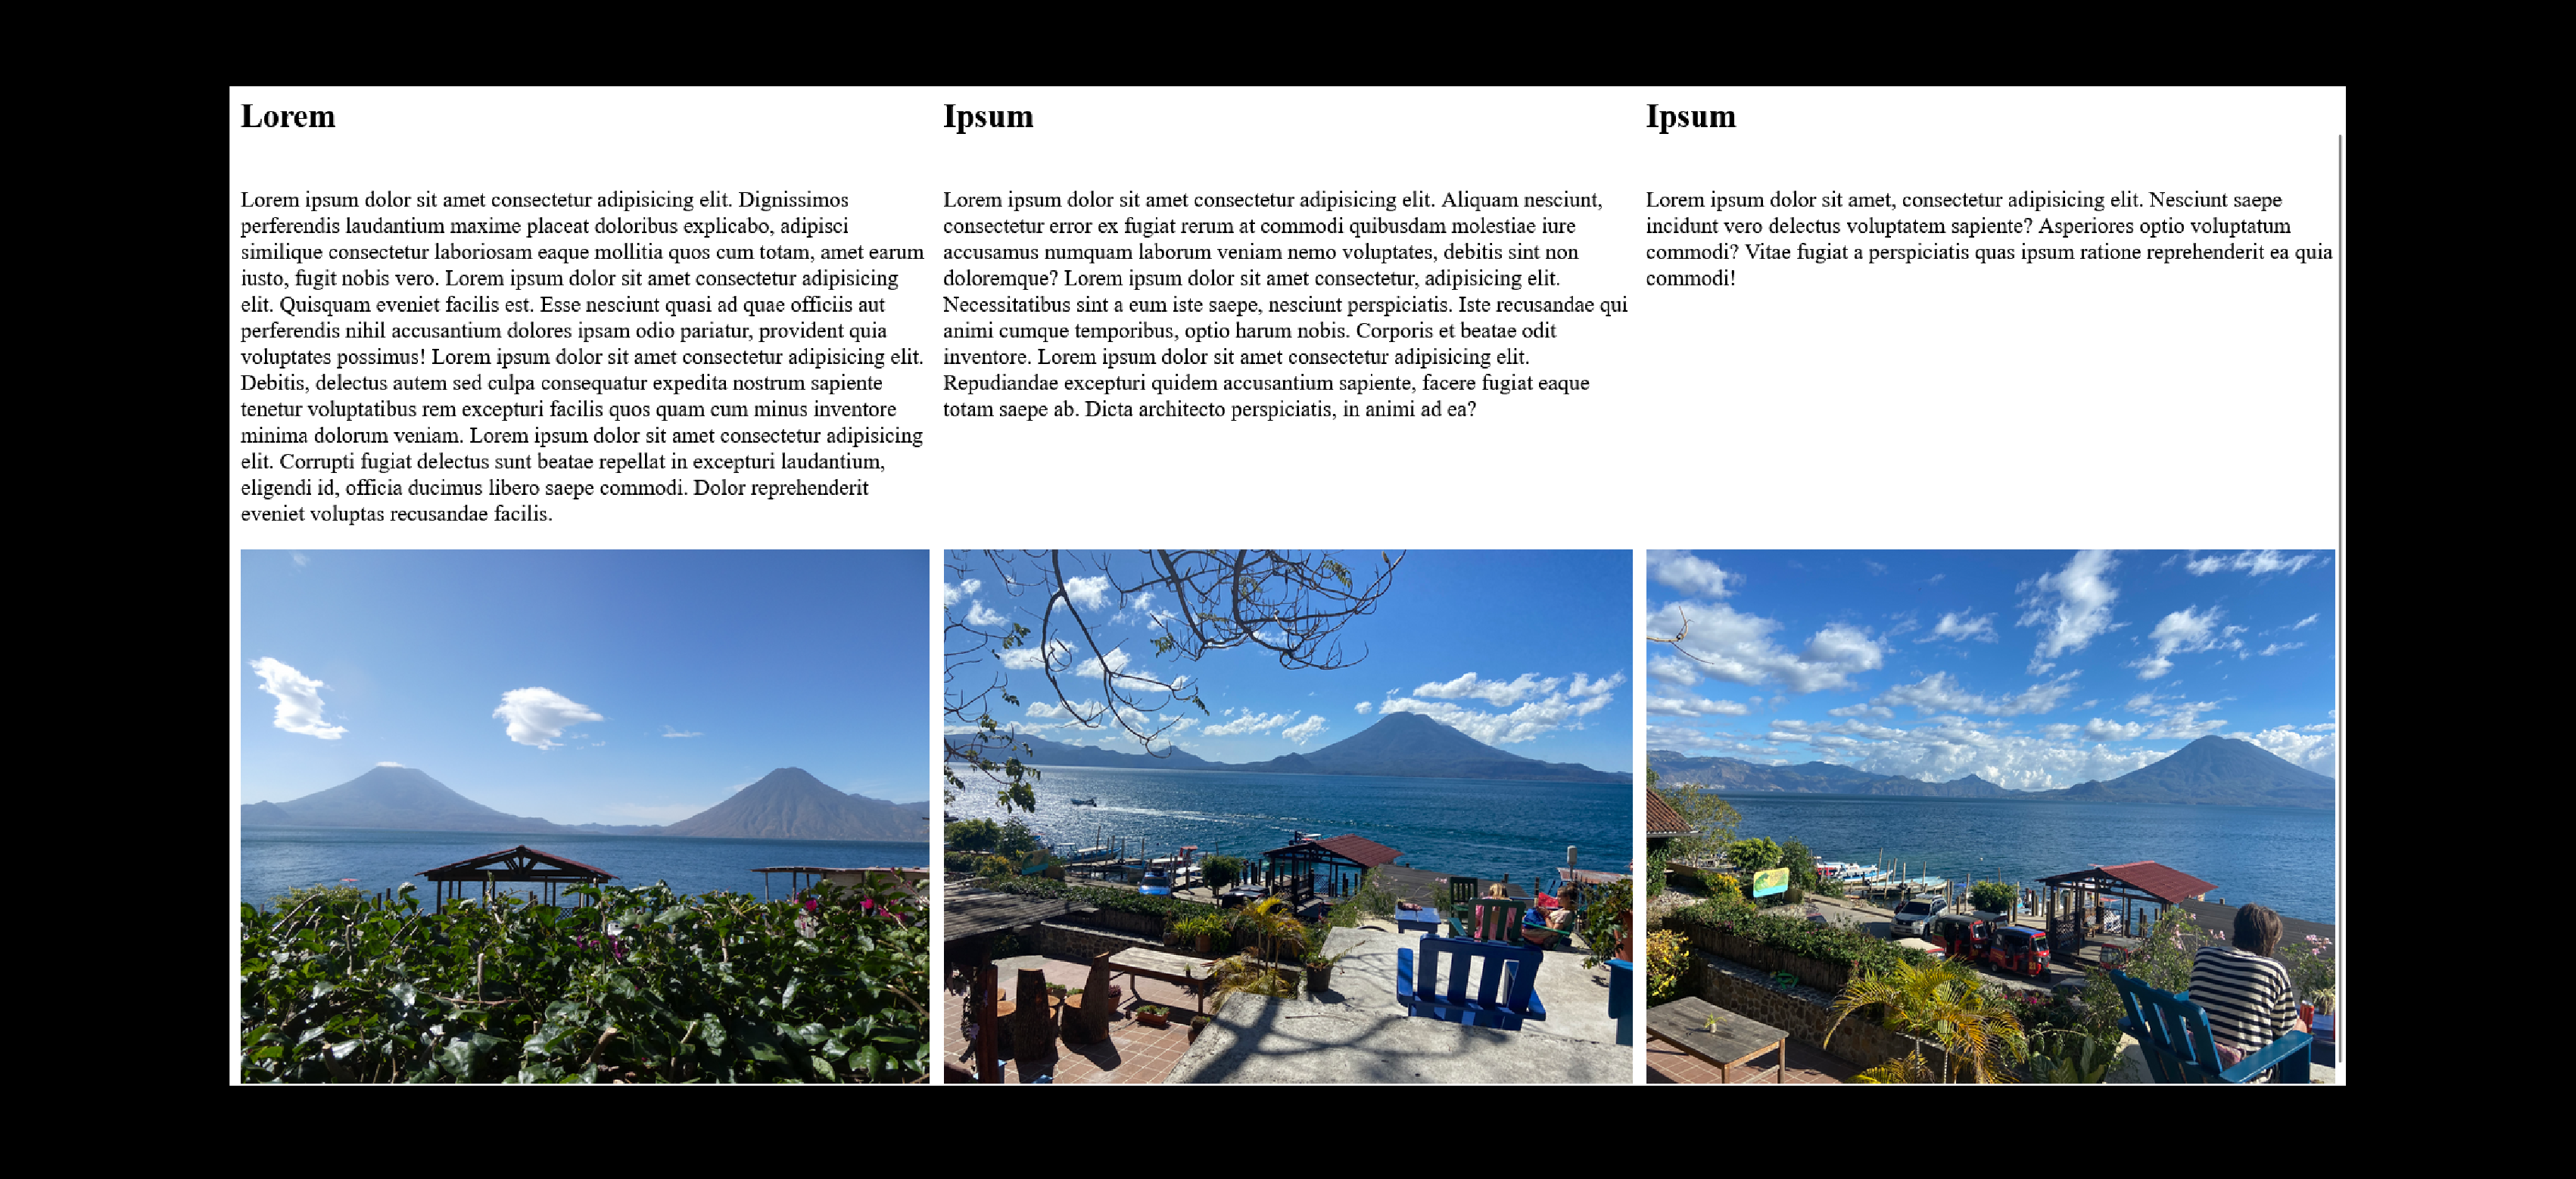 Lorem
Lorem ipsum dolor sit amet consectetur adipisicing elit. Dignissimos
perferendis laudantium maxime placeat doloribus explicabo, adipisci
similique consectetur laboriosam eaque mollitia quos cum totam, amet earum
iusto, fugit nobis vero. Lorem ipsum dolor sit amet consectetur adipisicing
elit. Quisquam eveniet facilis est. Esse nesciunt quasi ad quae officiis aut
perferendis nihil accusantium dolores ipsam odio pariatur, provident quia
voluptates possimus! Lorem ipsum dolor sit amet consectetur adipisicing elit.
Debitis, delectus autem sed culpa consequatur expedita nostrum sapiente
tenetur voluptatibus rem excepturi facilis quos quam cum minus inventore
minima dolorum veniam. Lorem ipsum dolor sit amet consectetur adipisicing
elit. Corrupti fugiat delectus sunt beatae repellat in excepturi laudantium,
eligendi id, officia ducimus libero saepe commodi. Dolor reprehenderit
eveniet voluptas recusandae facilis.
Ipsum
Lorem ipsum dolor sit amet consectetur adipisicing elit. Aliquam nesciunt,
consectetur error ex fugiat rerum at commodi quibusdam molestiae iure
accusamus numquam laborum veniam nemo voluptates, debitis sint non
doloremque? Lorem ipsum dolor sit amet consectetur, adipisicing elit.
Necessitatibus sint a eum iste saepe, nesciunt perspiciatis. Iste recusandae qui
animi cumque temporibus, optio harum nobis. Corporis et beatae odit
inventore. Lorem ipsum dolor sit amet consectetur adipisicing elit.
Repudiandae excepturi quidem accusantium sapiente, facere fugiat eaque
totam saepe ab. Dicta architecto perspiciatis, in animi ad ea?
Ipsum
Lorem ipsum dolor sit amet, consectetur adipisicing elit. Nesciunt saepe
incidunt vero delectus voluptatem sapiente? Asperiores optio voluptatum
commodi? Vitae fugiat a perspiciatis quas ipsum ratione reprehenderit ea quia
commodi!